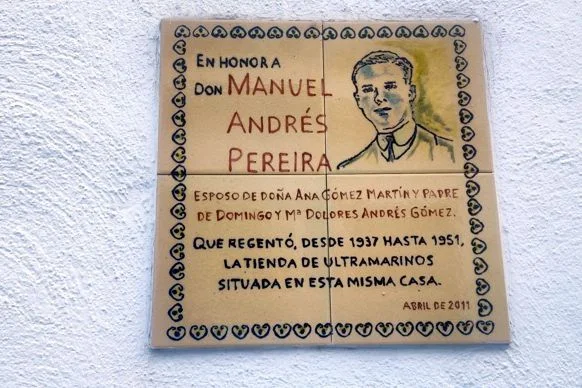 EN HONOR A
DON MANUEL
ANDRÉS
PEREIRA
ESPOSO DE DOÑA ANA GÓMEZ MARTÍN Y PADRE
DE DOMINGO Y Mª DOLORES ANDRÉS GÓMEZ.
QUE REGENTÓ, DESDE 1937 HASTA 1951,
LA TIENDA DE ULTRAMARINOS
SITUADA EN ESTA MISMA CASA.
ABRIL DE 2011